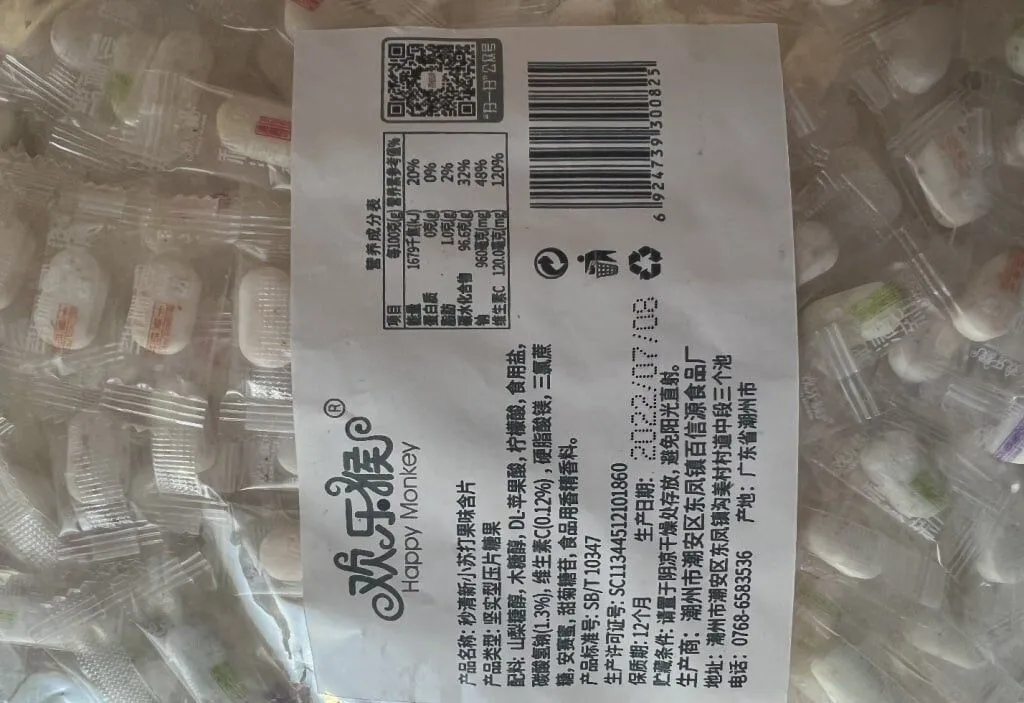 欢乐猴®
Happy Monkey
产品名称: 秒清新小苏打果味含片
产品类型: 坚实型压片糖果
配料: 山梨糖醇, 木糖醇, DL-苹果酸, 柠檬酸, 食用盐,
碳酸氢钠(1.3%), 维生素C(0.12%), 硬脂酸镁, 三氯蔗
糖, 安赛蜜, 甜菊糖苷, 食品用香精香料。
产品标准号: SB/T 10347
生产许可证号: SC11344512101860
保质期: 12个月 生产日期: 2022/07/08
贮藏条件: 请置于阴凉干燥处存放, 避免阳光直射。
生产商: 潮州市潮安区东凤镇百信源食品厂
地址: 潮州市潮安区东凤镇沟美村村道中段三个池
电话: 0768-6583536 产地: 广东省潮州市
营养成分表
项目 每100克(g) 营养素参考值%
能量 1679千焦(kJ) 20%
蛋白质 0克(g) 0%
脂肪 1.0克(g) 2%
碳水化合物 96.5克(g) 32%
钠 960毫克(mg) 48%
维生素C 120.0毫克(mg) 120%
"扫一扫"公众号
6 924739 300825